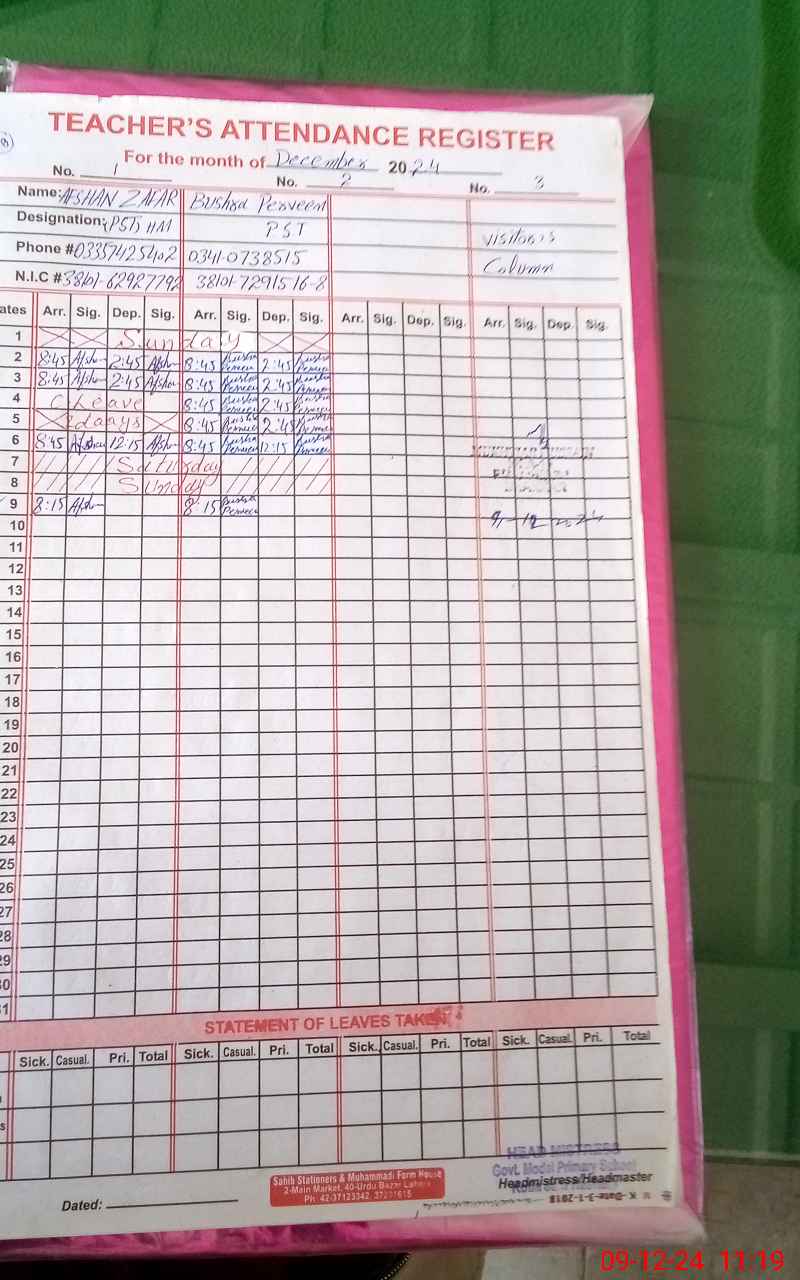 TEACHER'S ATTENDANCE REGISTER
For the month of December 2024
No. 1 No. 2 No. 3
Name: AFSHAN ZAFAR Bushra Perveen
Designation: PST/HM PST visitor's
Phone # 03357425402 0341-0738515 Column
N.I.C # 38101-62927792 38101-7291516-8
ates Arr. Sig. Dep. Sig. Arr. Sig. Dep. Sig. Arr. Sig. Dep. Sig. Arr. Sig. Dep. Sig.
1 Sunday
2 8:45 Afshan 2:45 Afshan 8:45 Bushra Perveen 2:45 Bushra Perveen
3 8:45 Afshan 2:45 Afshan 8:45 Bushra Perveen 2:45 Bushra Perveen
4 C Leave 8:45 Bushra Perveen 2:45 Bushra Perveen
5 2 daays 8:45 Bushra Perveen 2:45 Bushra Perveen
6 8:45 Afshan 12:15 Afshan 8:45 Bushra Perveen 12:15 Bushra Perveen
7 Saturday
8 Sunday
9 8:15 Afshan 8:15 Bushra Perveen
10 9-12-2024
11
12
13
14
15
16
17
18
19
20
21
22
23
24
25
26
27
28
29
30
31
STATEMENT OF LEAVES TAKEN
Sick. Casual. Pri. Total Sick. Casual. Pri. Total Sick. Casual. Pri. Total Sick. Casual. Pri. Total
HEAD MISTRESS
Govt. Model Primary School
Headmistress/Headmaster
Sahib Stationers & Muhammadi Form House
2-Main Market, 40-Urdu Bazar Lahore
Ph: 42-37123342, 37231615
Dated:
09-12-24 11:19